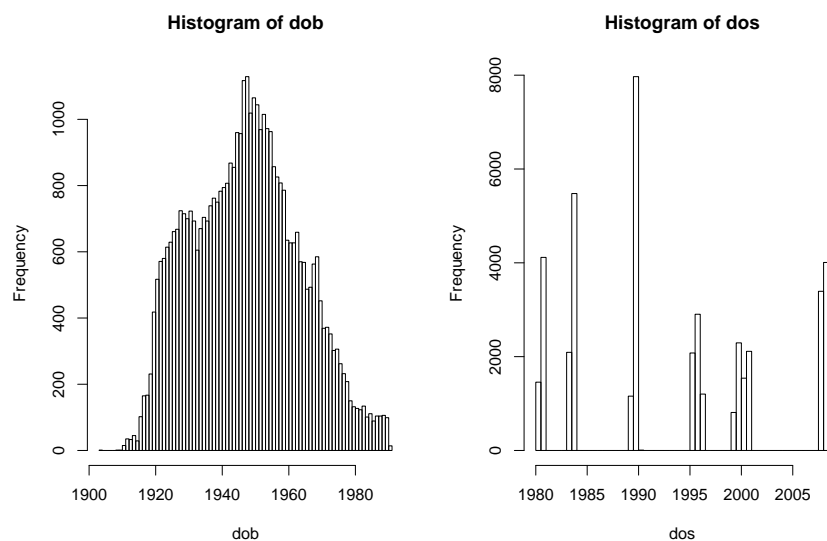 Histogram of dob
Frequency
1000
800
600
400
200
0
1900 1920 1940 1960 1980
dob
Histogram of dos
Frequency
8000
6000
4000
2000
0
1980 1985 1990 1995 2000 2005
dos